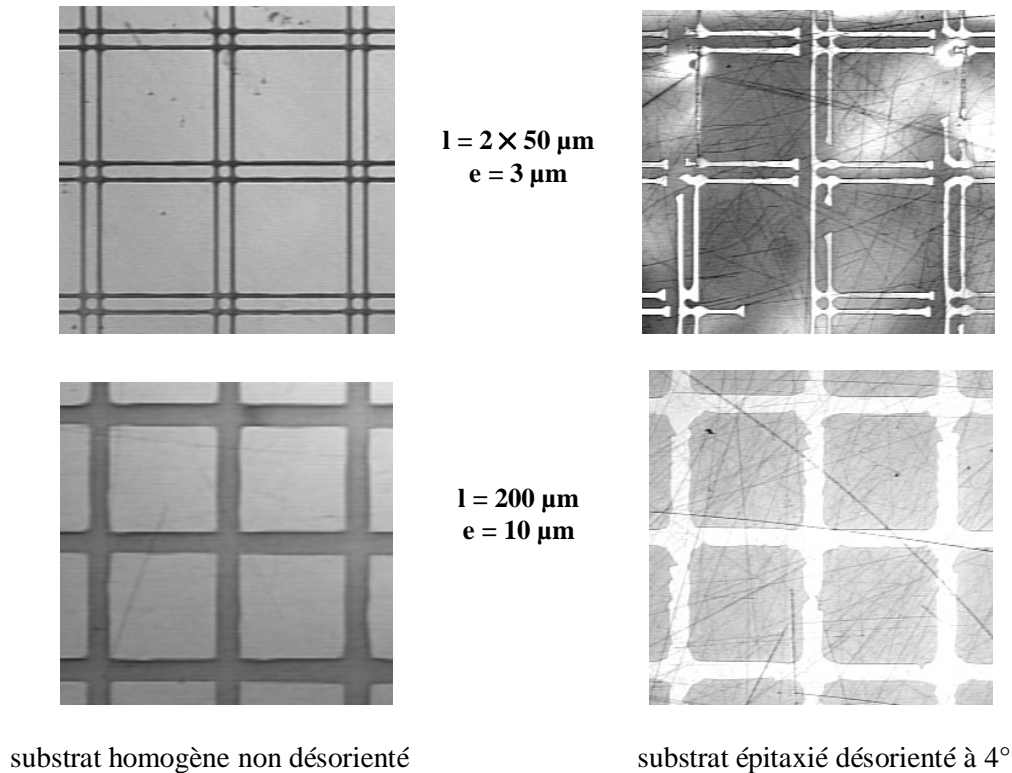 l = 2 × 50 µm
e = 3 µm
l = 200 µm
e = 10 µm
substrat homogène non désorienté
substrat épitaxié désorienté à 4°